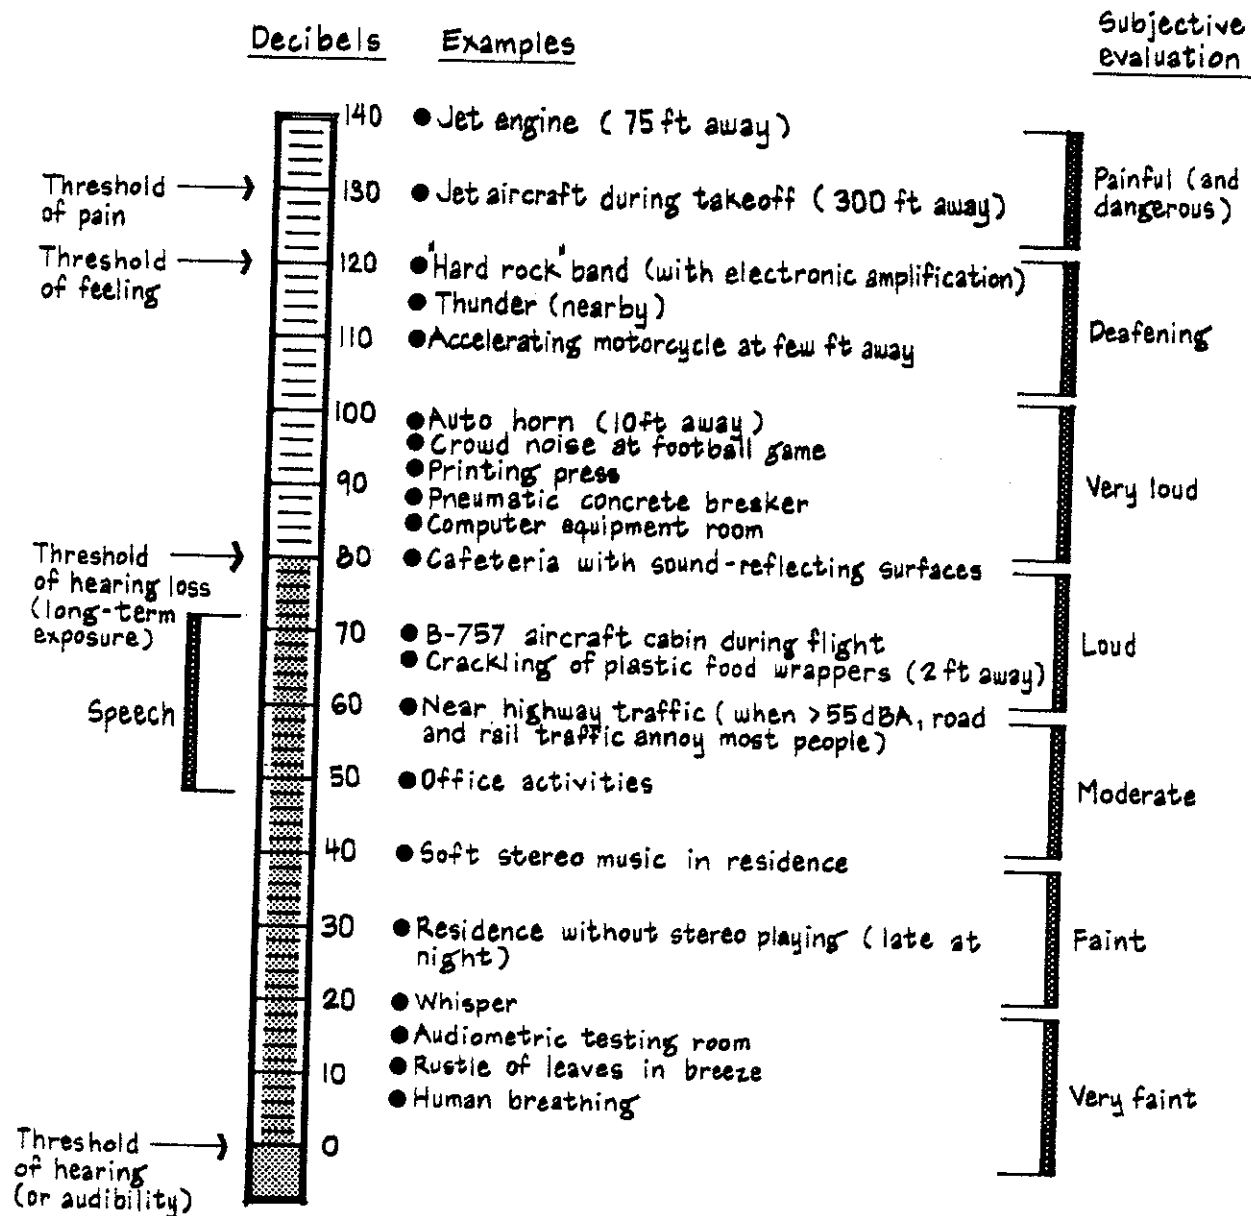 Decibels
Examples
Subjective
evaluation
140
● Jet engine (75 ft away)
Threshold
of pain
130
● Jet aircraft during takeoff (300 ft away)
Painful (and
dangerous)
Threshold
of feeling
120
● "Hard rock" band (with electronic amplification)
● Thunder (nearby)
110
● Accelerating motorcycle at few ft away
Deafening
100
● Auto horn (10ft away)
● Crowd noise at football game
● Printing press
90
● Pneumatic concrete breaker
● Computer equipment room
Very loud
Threshold
of hearing loss
(long-term
exposure)
80
● Cafeteria with sound-reflecting surfaces
70
● B-757 aircraft cabin during flight
● Crackling of plastic food wrappers (2 ft away)
Loud
Speech
60
● Near highway traffic (when >55dBA, road
and rail traffic annoy most people)
50
● Office activities
Moderate
40
● Soft stereo music in residence
30
● Residence without stereo playing (late at
night)
Faint
20
● Whisper
● Audiometric testing room
10
● Rustle of leaves in breeze
● Human breathing
Very faint
Threshold
of hearing
(or audibility)
0